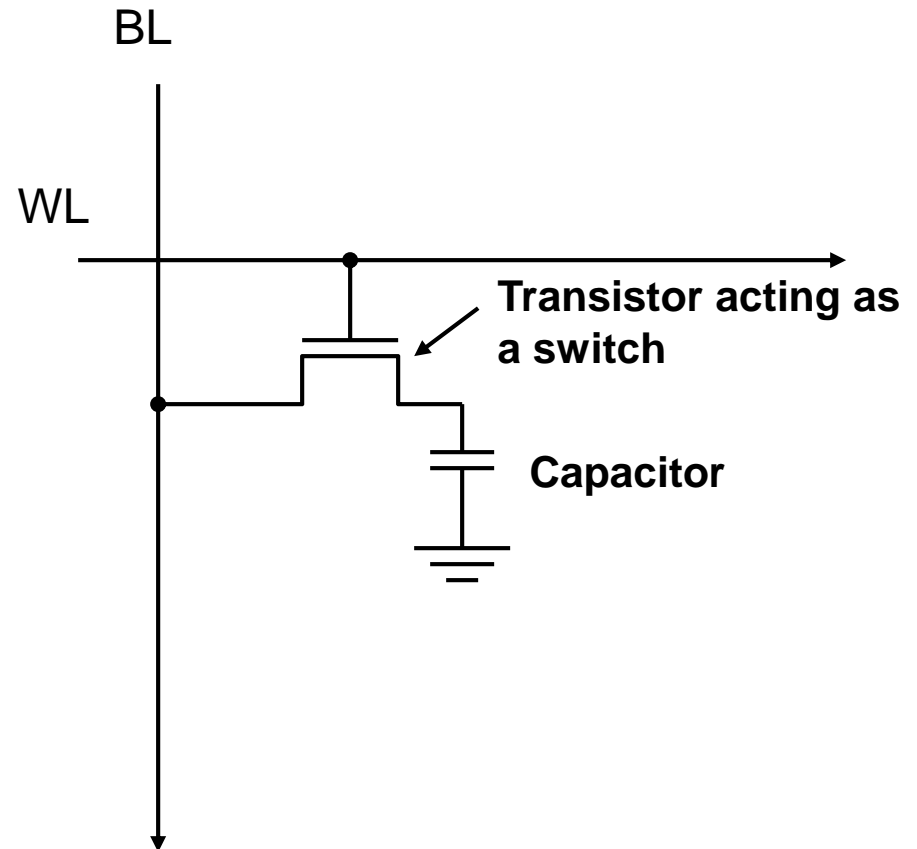 BL
WL
Transistor acting as
a switch
Capacitor